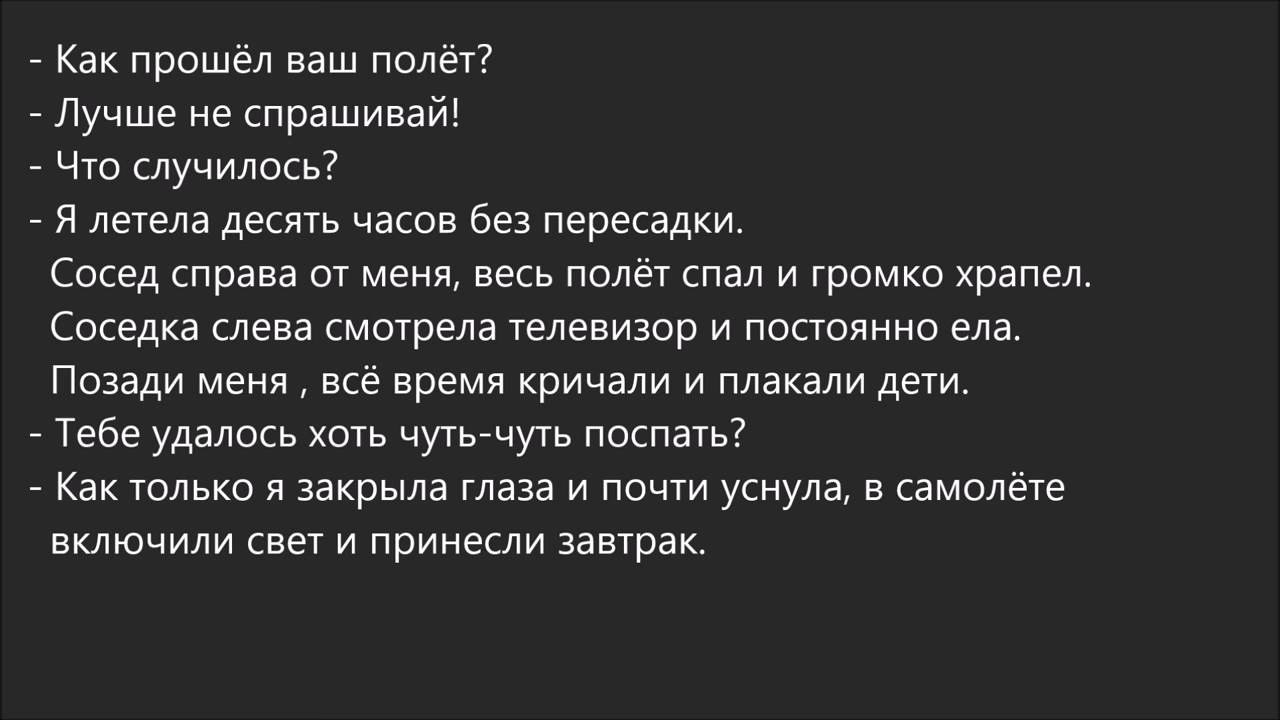 - Как прошёл ваш полёт?
- Лучше не спрашивай!
- Что случилось?
- Я летела десять часов без пересадки.
Сосед справа от меня, весь полёт спал и громко храпел.
Соседка слева смотрела телевизор и постоянно ела.
Позади меня , всё время кричали и плакали дети.
- Тебе удалось хоть чуть-чуть поспать?
- Как только я закрыла глаза и почти уснула, в самолёте
включили свет и принесли завтрак.